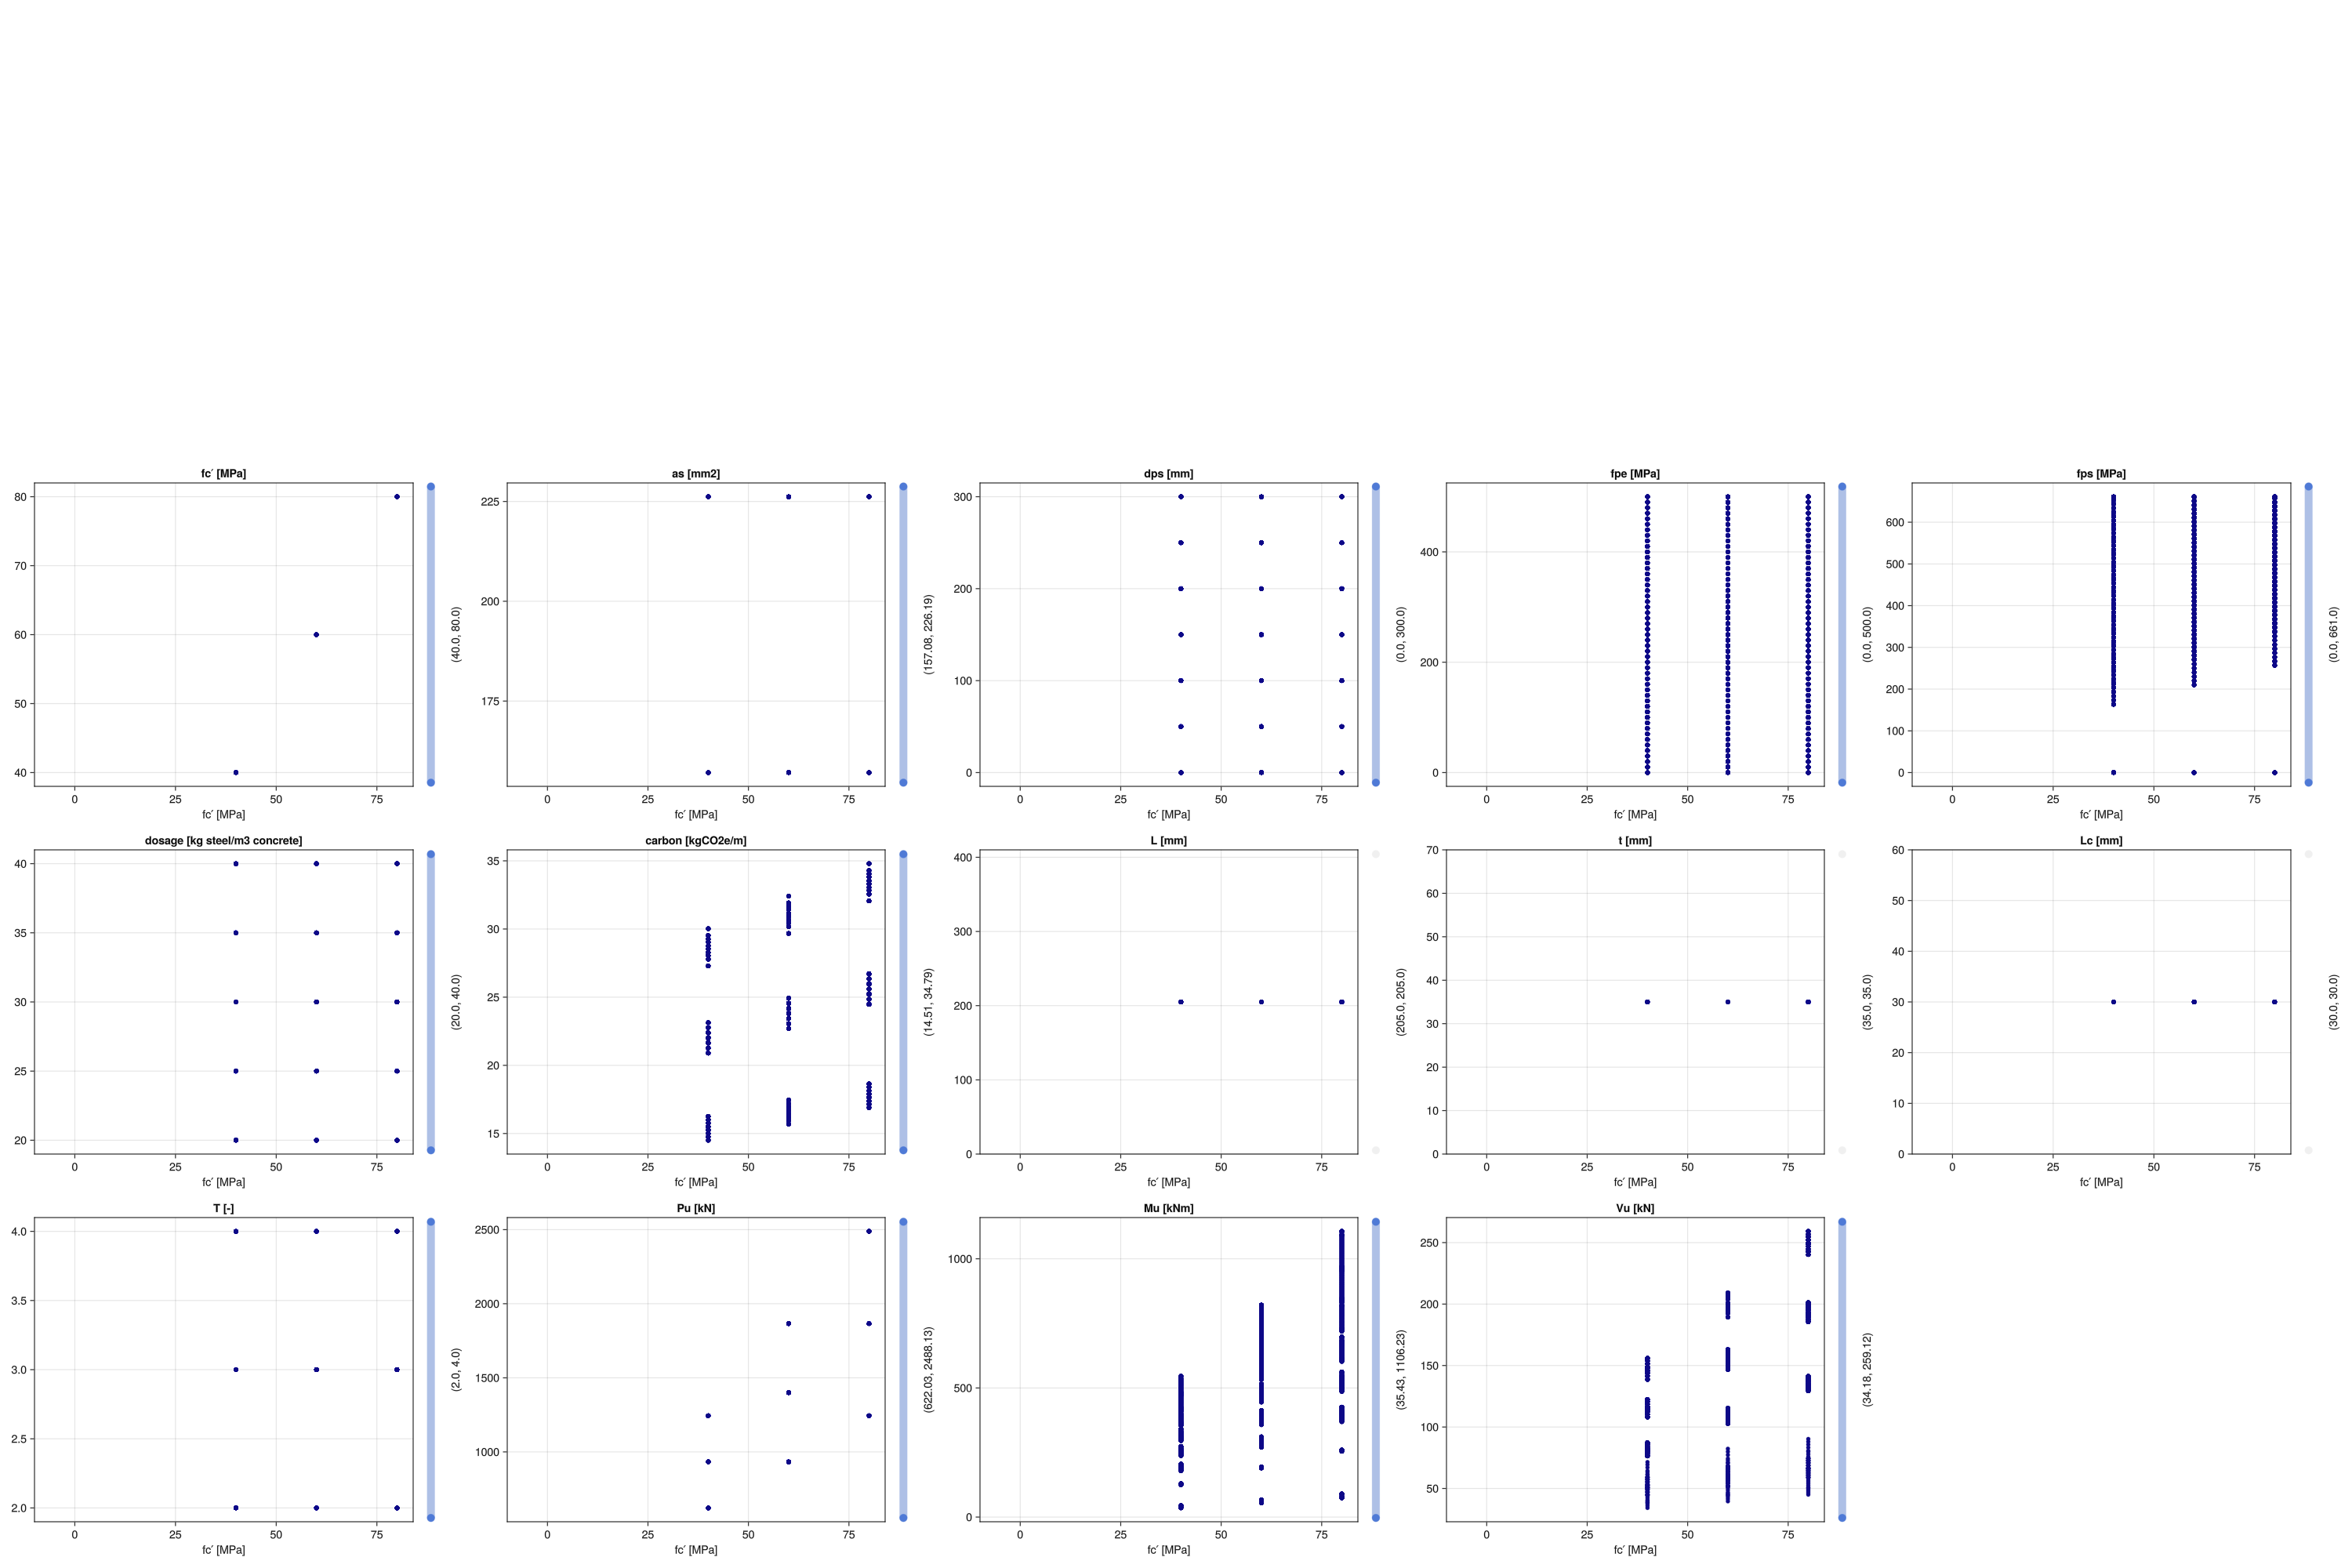 fc′ [MPa]
80
70
60
50
40
0 25 50 75
fc′ [MPa]
(40.0, 80.0)
as [mm2]
225
200
175
0 25 50 75
fc′ [MPa]
(157.08, 226.19)
dps [mm]
300
200
100
0
0 25 50 75
fc′ [MPa]
(0.0, 300.0)
fpe [MPa]
400
200
0
0 25 50 75
fc′ [MPa]
(0.0, 500.0)
fps [MPa]
600
500
400
300
200
100
0
0 25 50 75
fc′ [MPa]
(0.0, 661.0)
dosage [kg steel/m3 concrete]
40
35
30
25
20
0 25 50 75
fc′ [MPa]
(20.0, 40.0)
carbon [kgCO2e/m]
35
30
25
20
15
0 25 50 75
fc′ [MPa]
(14.51, 34.79)
L [mm]
400
300
200
100
0
0 25 50 75
fc′ [MPa]
(205.0, 205.0)
t [mm]
70
60
50
40
30
20
10
0
0 25 50 75
fc′ [MPa]
(35.0, 35.0)
Lc [mm]
60
50
40
30
20
10
0
0 25 50 75
fc′ [MPa]
(30.0, 30.0)
T [-]
4.0
3.5
3.0
2.5
2.0
0 25 50 75
fc′ [MPa]
(2.0, 4.0)
Pu [kN]
2500
2000
1500
1000
0 25 50 75
fc′ [MPa]
(622.03, 2488.13)
Mu [kNm]
1000
500
0
0 25 50 75
fc′ [MPa]
(35.43, 1106.23)
Vu [kN]
250
200
150
100
50
0 25 50 75
fc′ [MPa]
(34.18, 259.12)